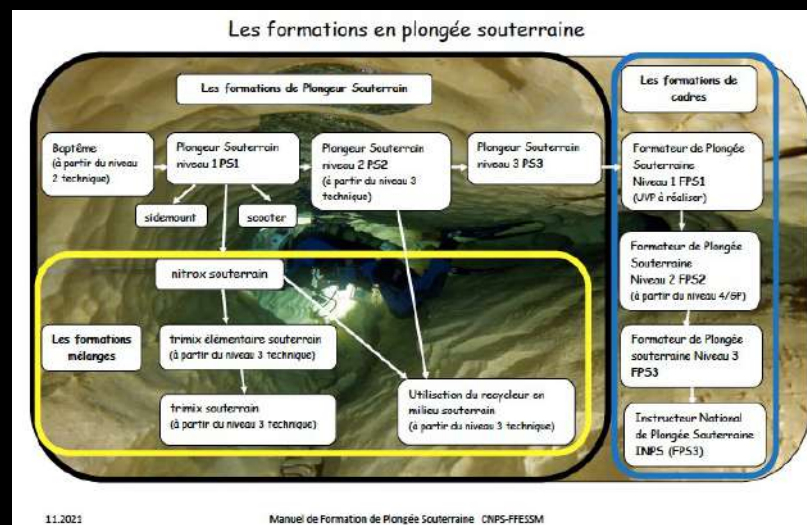 Les formations en plongée souterraine
Les formations de Plongeur Souterrain
Les formations de
cadres
Baptême
(à partir du niveau
2 technique)
Plongeur Souterrain
niveau 1 PS1
Plongeur Souterrain
niveau 2 PS2
(à partir du niveau 3
technique)
Plongeur Souterrain
niveau 3 PS3
Formateur de Plongée
Souterraine
Niveau 1 FPS1
(UVP à réaliser)
sidemount
scooter
Formateur de Plongée
Souterraine
Niveau 2 FPS2
(à partir du niveau 4/GP)
nitrox souterrain
Les formations
mélanges
trimix élémentaire souterrain
(à partir du niveau 3 technique)
Formateur de Plongée
souterraine Niveau 3
FPS3
trimix souterrain
(à partir du niveau 3 technique)
Utilisation du recycleur en
milieu souterrain
(à partir du niveau 3 technique)
Instructeur National
de Plongée Souterraine
INPS (FPS3)
11.2021
Manuel de Formation de Plongée Souterraine CNPS-FFESSM